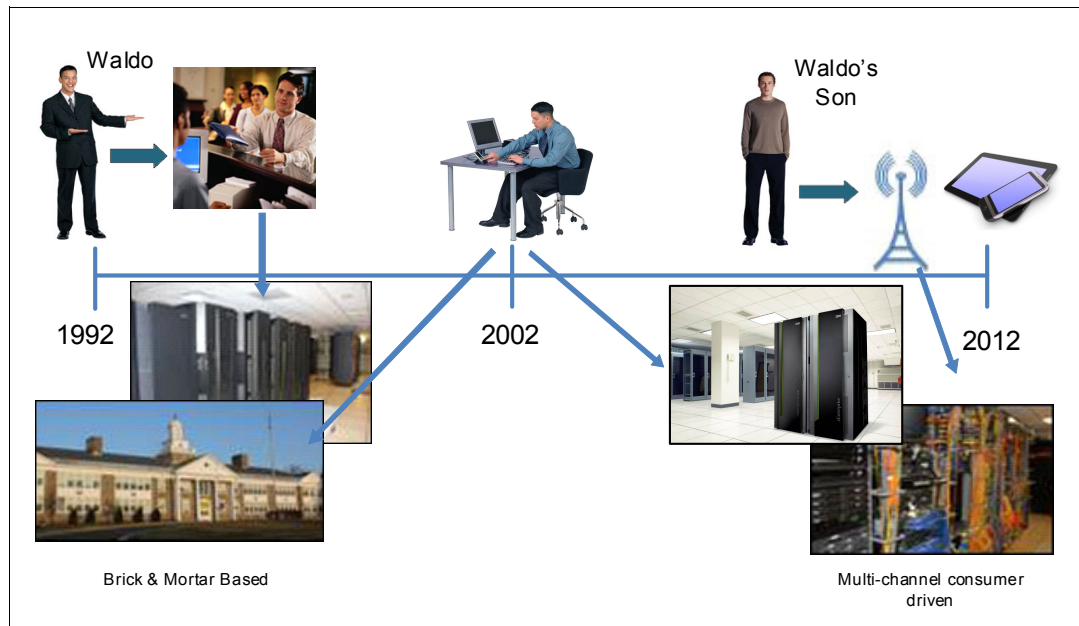 Waldo
Waldo's
Son
1992
2002
2012
Brick & Mortar Based
Multi-channel consumer
driven